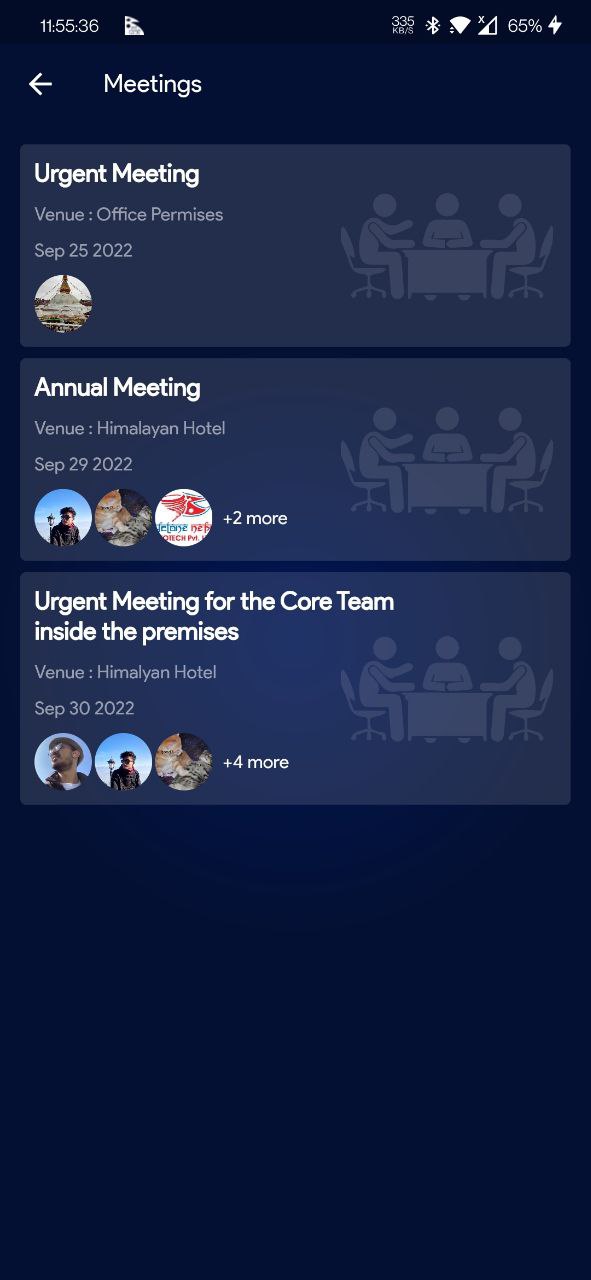 11:55:36
335
KB/S
X
65%
Meetings
Urgent Meeting
Venue : Office Permises
Sep 25 2022
Annual Meeting
Venue : Himalayan Hotel
Sep 29 2022
+2 more
OTECH Pvt. L
Urgent Meeting for the Core Team
inside the premises
Venue : Himalyan Hotel
Sep 30 2022
+4 more